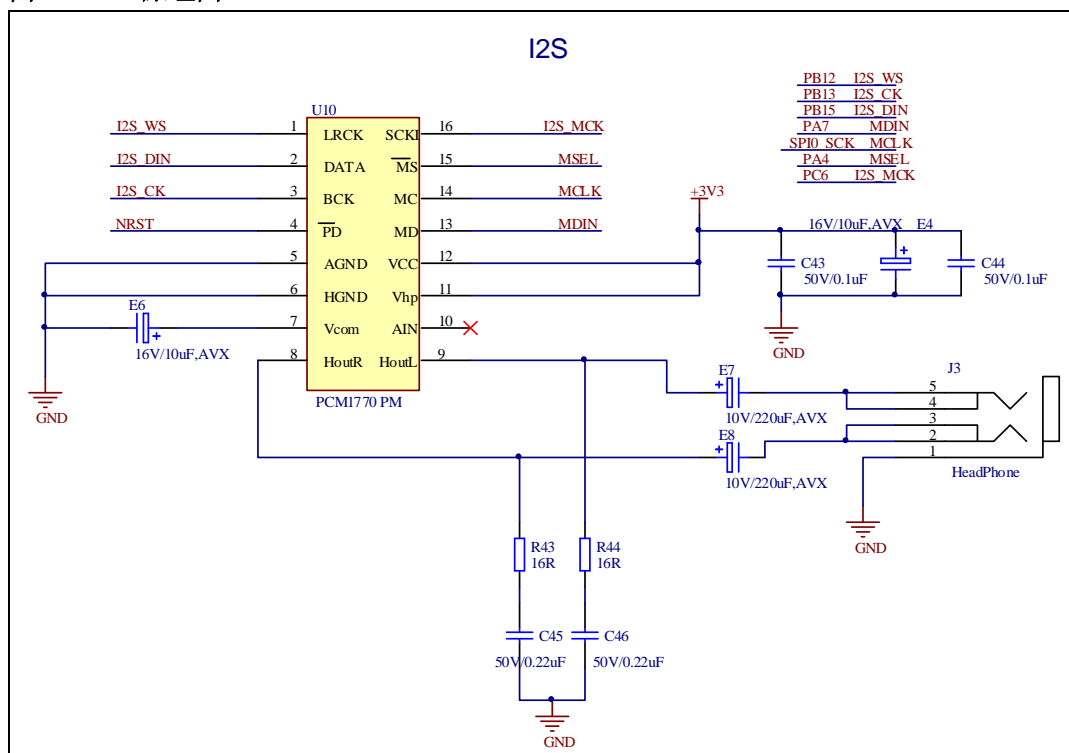 I2S
PB12 I2S_WS
PB13 I2S_CK
PB15 I2S_DIN
PA7 MDIN
SPI0_SCK MCLK
PA4 MSEL
PC6 I2S_MCK
U10
I2S_WS 1 LRCK SCKI 16 I2S_MCK
I2S_DIN 2 DATA MS 15 MSEL
I2S_CK 3 BCK MC 14 MCLK
NRST 4 PD MD 13 MDIN
5 AGND VCC 12
6 HGND Vhp 11
7 Vcom AIN 10
8 HoutR HoutL 9
PCM1770 PM
E6
16V/10uF,AVX
GND
+3V3
16V/10uF,AVX E4
C43
50V/0.1uF
C44
50V/0.1uF
GND
E7
10V/220uF,AVX
E8
10V/220uF,AVX
J3
5
4
3
2
1
HeadPhone
GND
R43
16R
R44
16R
C45
50V/0.22uF
C46
50V/0.22uF
GND